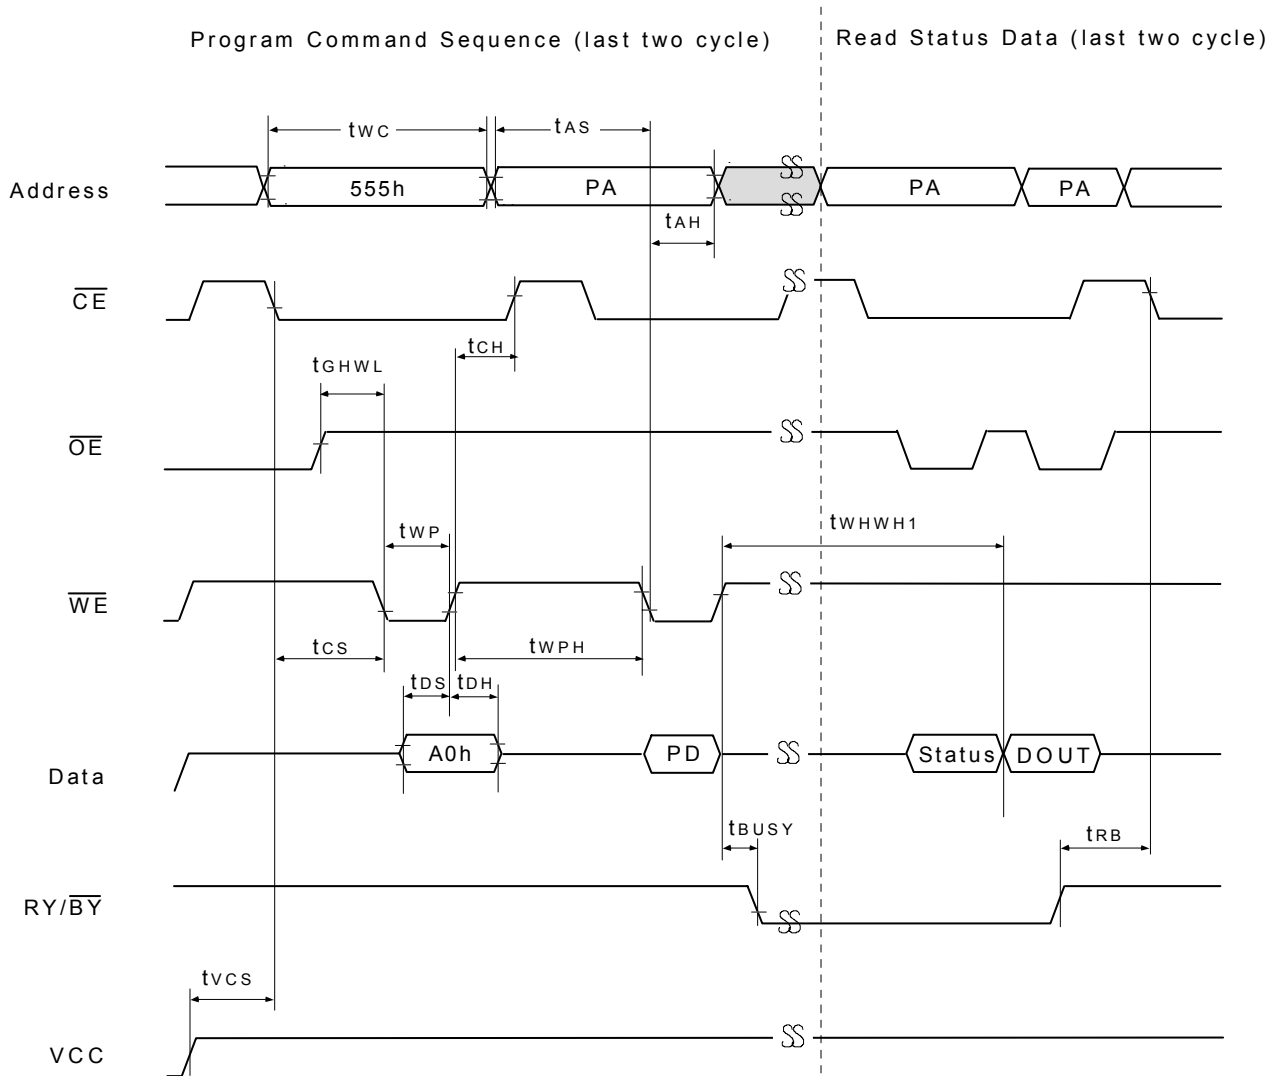 Program Command Sequence (last two cycle)
Read Status Data (last two cycle)
tWC
tAS
Address
555h
PA
PA
PA
tAH
CE
tCH
tGHWL
OE
tWHWH1
tWP
WE
tCS
tWPH
tDS
tDH
Data
A0h
PD
Status
DOUT
tBUSY
tRB
RY/BY
tVCS
VCC